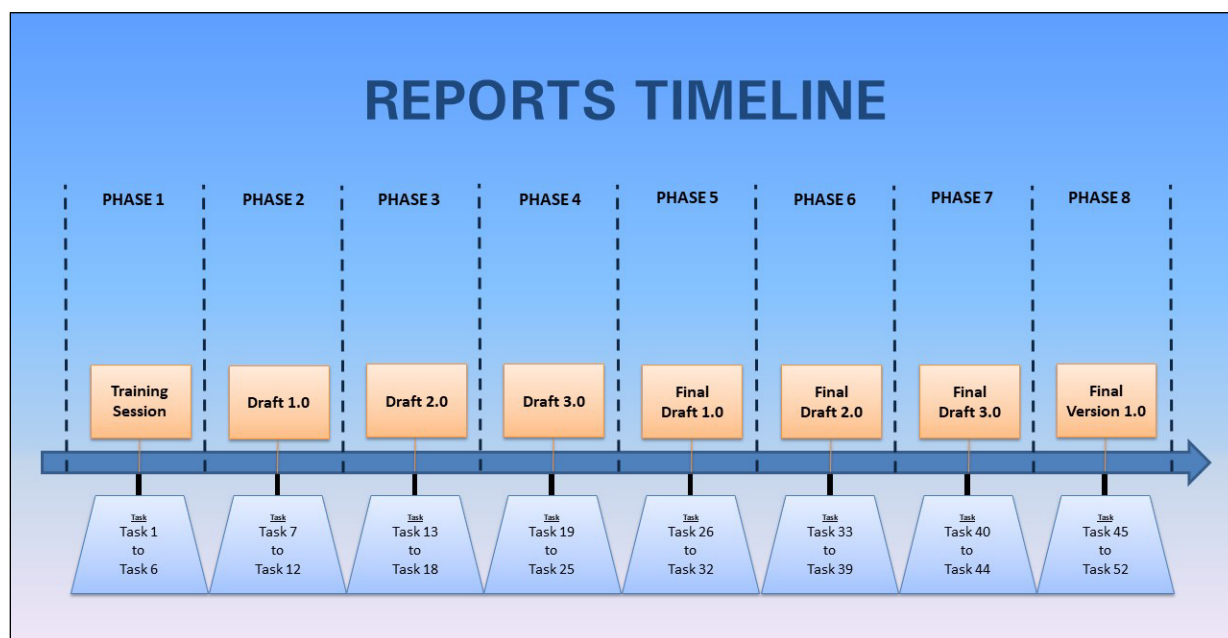 REPORTS TIMELINE
PHASE 1
PHASE 2
PHASE 3
PHASE 4
PHASE 5
PHASE 6
PHASE 7
PHASE 8
Training
Session
Draft 1.0
Draft 2.0
Draft 3.0
Final
Draft 1.0
Final
Draft 2.0
Final
Draft 3.0
Final
Version 1.0
Task
Task 1
to
Task 6
Task
Task 7
to
Task 12
Task
Task 13
to
Task 18
Task
Task 19
to
Task 25
Task
Task 26
to
Task 32
Task
Task 33
to
Task 39
Task
Task 40
to
Task 44
Task
Task 45
to
Task 52